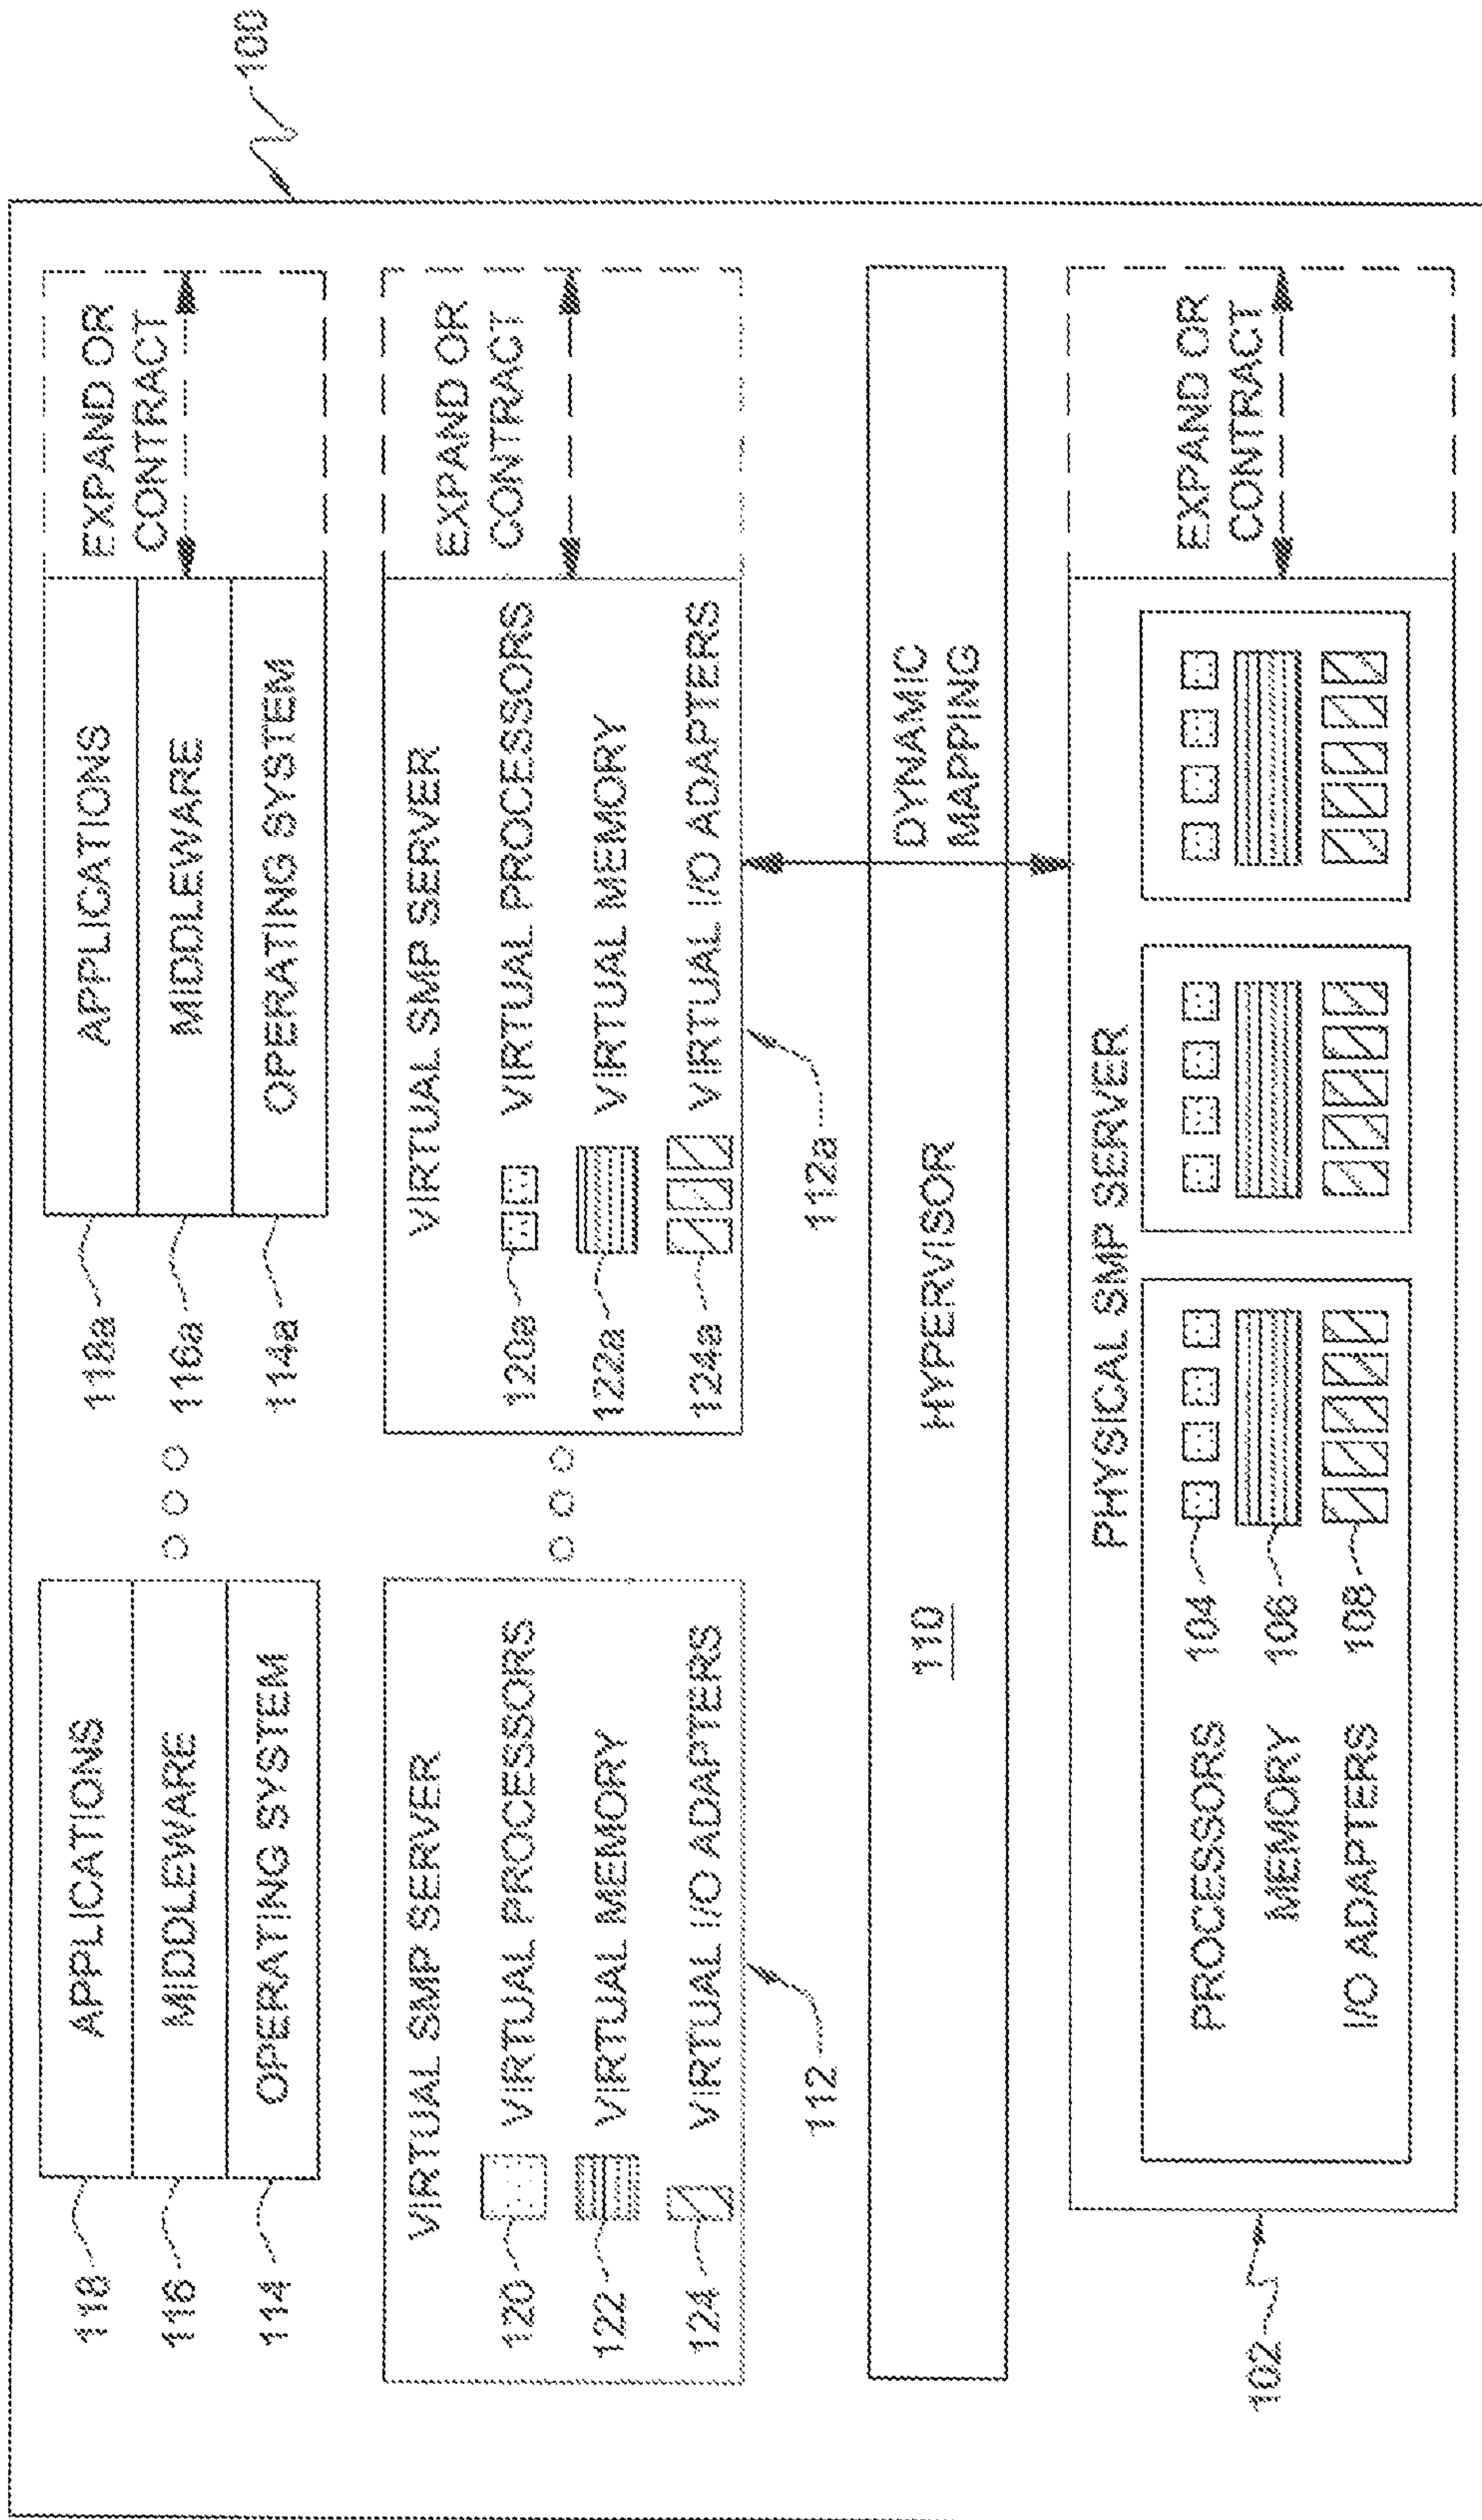 100
APPLICATIONS
MIDDLEWARE
OPERATING SYSTEM
118
116
114
APPLICATIONS
MIDDLEWARE
OPERATING SYSTEM
118a
116a
114a
EXPAND OR
CONTRACT
VIRTUAL SMP SERVER
120
VIRTUAL PROCESSORS
122
VIRTUAL MEMORY
124
VIRTUAL I/O ADAPTERS
112
VIRTUAL SMP SERVER
120a
VIRTUAL PROCESSORS
122a
VIRTUAL MEMORY
124a
VIRTUAL I/O ADAPTERS
112a
EXPAND OR
CONTRACT
110
HYPERVISOR
DYNAMIC
MAPPING
PHYSICAL SMP SERVER
PROCESSORS
104
MEMORY
106
I/O ADAPTERS
108
EXPAND OR
CONTRACT
102